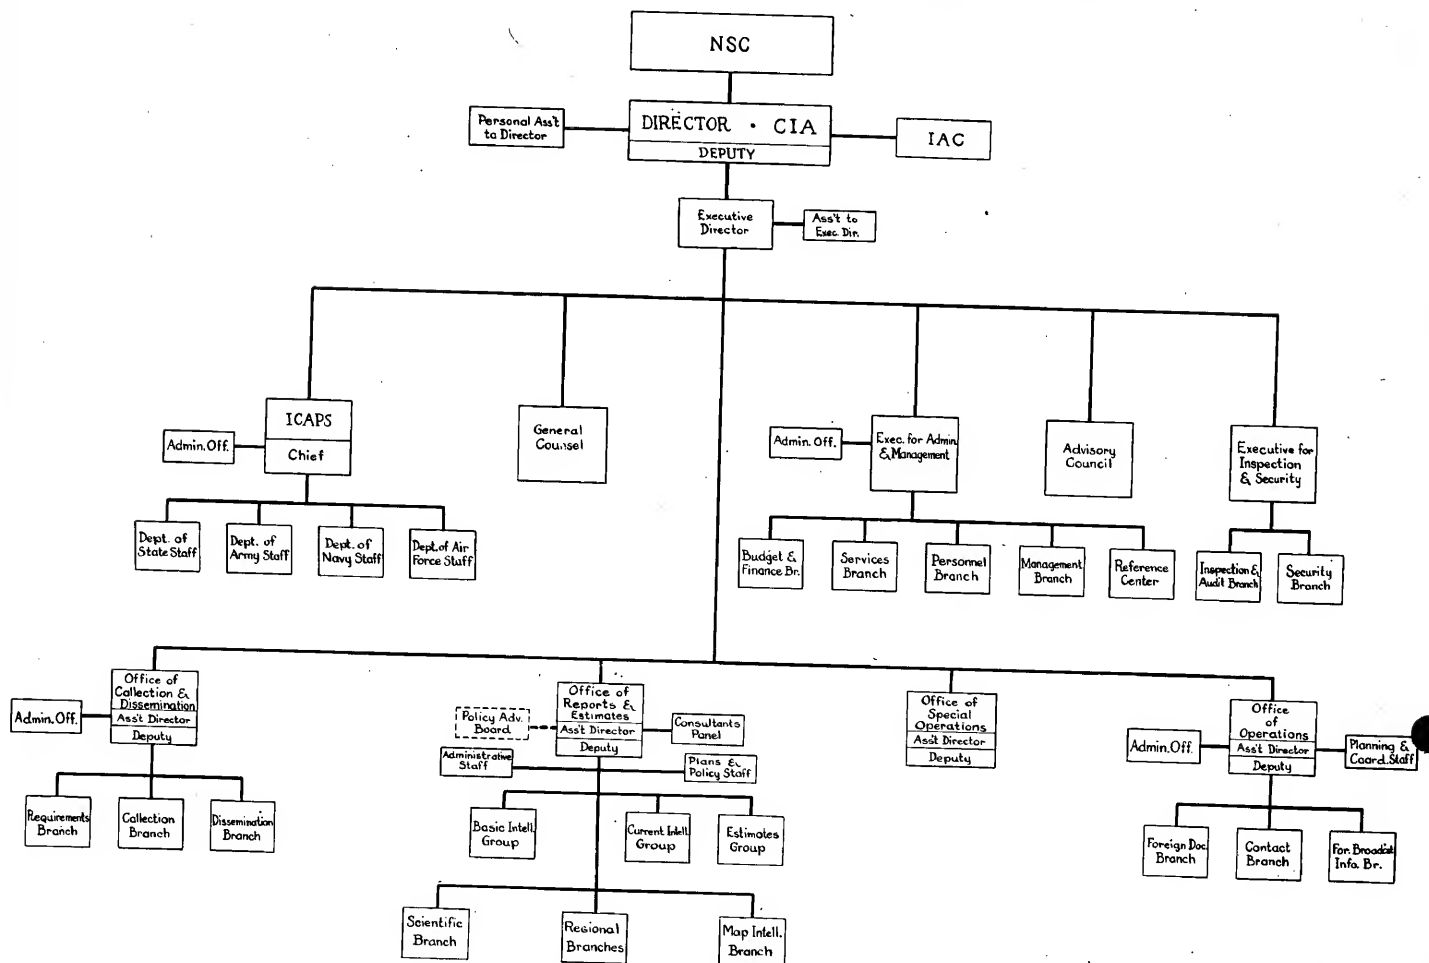 NSC
Personal Ass't
to Director
DIRECTOR • CIA
DEPUTY
IAC
Executive
Director
Ass't to
Exec. Dir.
ICAPS
Chief
Admin. Off.
General
Counsel
Admin. Off.
Exec. for Admin.
& Management
Advisory
Council
Executive for
Inspection
& Security
Dept. of
State Staff
Dept. of
Army Staff
Dept. of
Navy Staff
Dept. of Air
Force Staff
Budget &
Finance Br.
Services
Branch
Personnel
Branch
Management
Branch
Reference
Center
Inspection &
Audit Branch
Security
Branch
Admin. Off.
Office of
Collection &
Dissemination
Ass't Director
Deputy
Policy Adv.
Board
Office of
Reports &
Estimates
Ass't Director
Deputy
Consultants
Panel
Administrative
Staff
Plans &
Policy Staff
Office of
Special
Operations
Ass't Director
Deputy
Admin. Off.
Office
of
Operations
Ass't Director
Deputy
Planning &
Coord. Staff
Requirements
Branch
Collection
Branch
Dissemination
Branch
Basic Intell.
Group
Current Intell.
Group
Estimates
Group
Foreign Doc.
Branch
Contact
Branch
For. Broadcast
Info. Br.
Scientific
Branch
Regional
Branches
Map Intell.
Branch